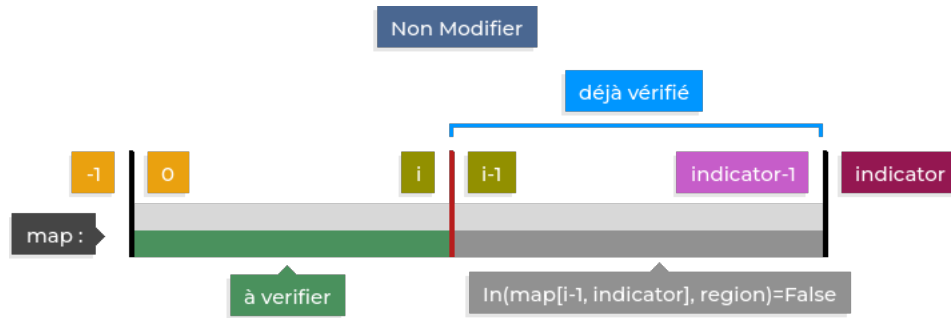 Non Modifier
déjà vérifié
-1 0 i i-1 indicator-1 indicator
map :
à verifier
In(map[i-1, indicator], region)=False